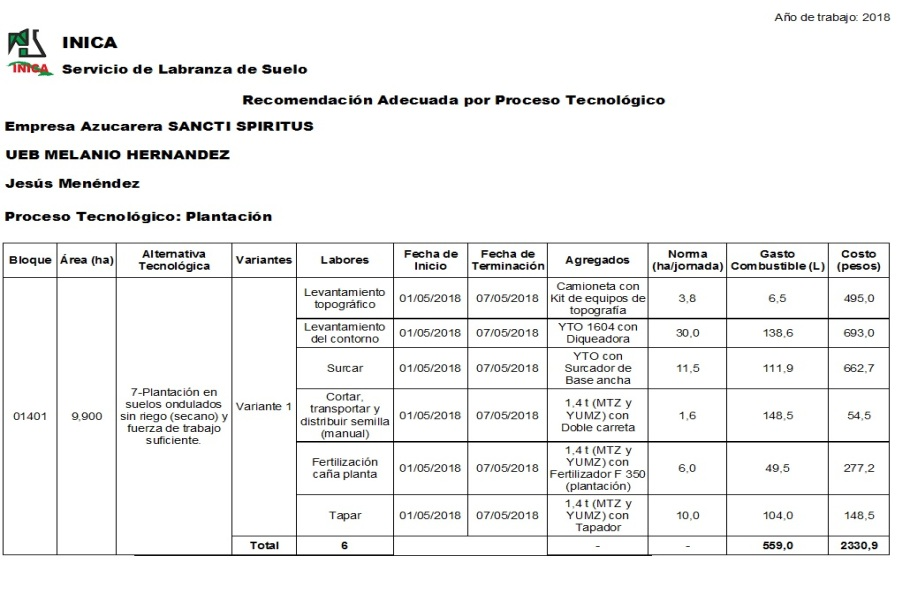 Año de trabajo: 2018
INICA
INICA
Servicio de Labranza de Suelo
Recomendación Adecuada por Proceso Tecnológico
Empresa Azucarera SANCTI SPIRITUS
UEB MELANIO HERNANDEZ
Jesús Menéndez
Proceso Tecnológico: Plantación
Bloque Área (ha) Alternativa Tecnológica Variantes Labores Fecha de Inicio Fecha de Terminación Agregados Norma (ha/jornada) Gasto Combustible (L) Costo (pesos)
01401 9,900 7-Plantación en suelos ondulados sin riego (secano) y fuerza de trabajo suficiente. Variante 1
Levantamiento topográfico 01/05/2018 07/05/2018 Camioneta con Kit de equipos de topografía 3,8 6,5 495,0
Levantamiento del contorno 01/05/2018 07/05/2018 YTO 1604 con Diqueadora 30,0 138,6 693,0
Surcar 01/05/2018 07/05/2018 YTO con Surcador de Base ancha 11,5 111,9 662,7
Cortar, transportar y distribuir semilla (manual) 01/05/2018 07/05/2018 1,4 t (MTZ y YUMZ) con Doble carreta 1,6 148,5 54,5
Fertilización caña planta 01/05/2018 07/05/2018 1,4 t (MTZ y YUMZ) con Fertilizador F 350 (plantación) 6,0 49,5 277,2
Tapar 01/05/2018 07/05/2018 1,4 t (MTZ y YUMZ) con Tapador 10,0 104,0 148,5
Total 6 - - 559,0 2330,9